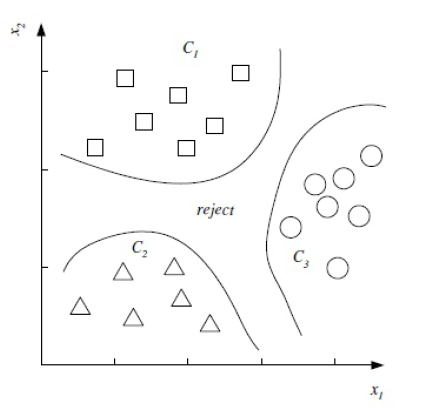 x₂
C₁
reject
C₂
C₃
x₁